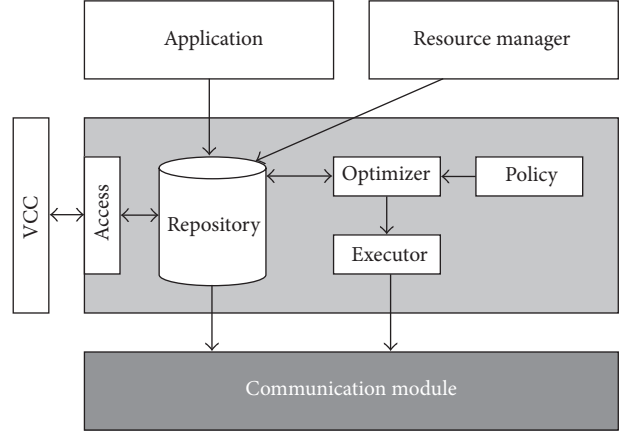 Application
Resource manager
VCC
Access
Repository
Optimizer
Policy
Executor
Communication module